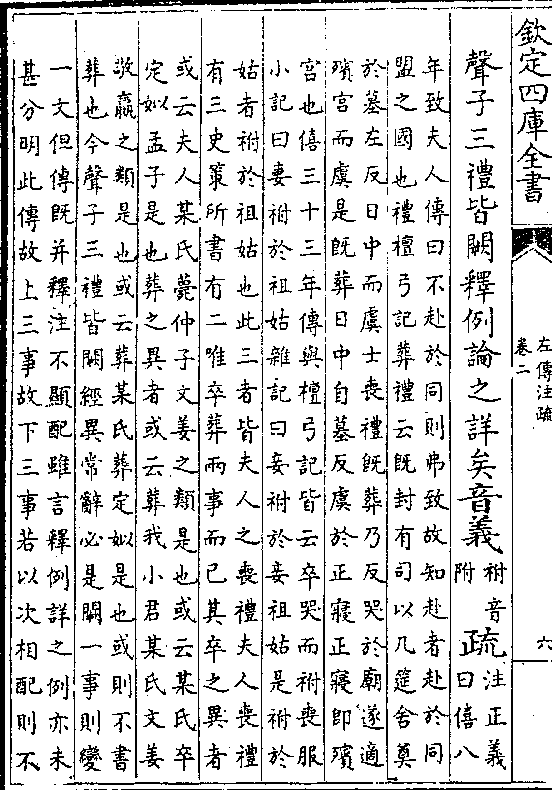 欽定四庫全書
左傳注疏
卷二
六
聲子三禮皆闕釋例論之詳矣音義祔音附疏注正義曰僖八
年致夫人傳曰不赴於同則弗致故知赴者赴於同
盟之國也禮檀弓記葬禮云既封有司以几筵舍奠
於墓左反日中而虞士喪禮既葬乃反哭於廟遂適
殯宫而虞是既葬日中自墓反虞於正寢正寢即殯
宫也僖三十三年傳與檀弓記皆云卒哭而祔喪服
小記曰妻祔於祖姑雜記曰妾祔於妾祖姑是祔於
姑者祔於祖姑也此三者皆夫人之喪禮夫人喪禮
有三史策所書有二唯卒葬兩事而已其卒之異者
或云夫人某氏薨仲子文姜之類是也或云某氏卒
定姒孟子是也葬之異者或云葬我小君某氏文姜
敬嬴之類是也或云葬某氏葬定姒是也或則不書
葬也今聲子三禮皆闕經異常辭必是闕一事則變
一文但傳既并釋注不顯配雖言釋例詳之例亦未
甚分明此傳故上三事故下三事若以次相配則不